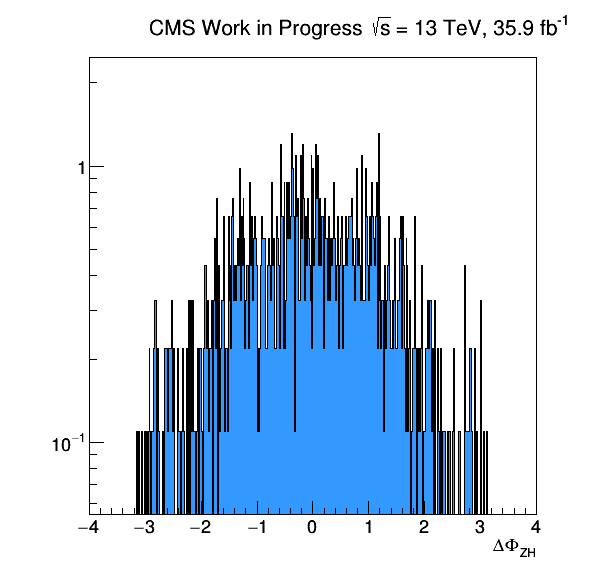 CMS Work in Progress √s = 13 TeV, 35.9 fb⁻¹
1
10⁻¹
−4 −3 −2 −1 0 1 2 3 4
ΔΦ_ZH